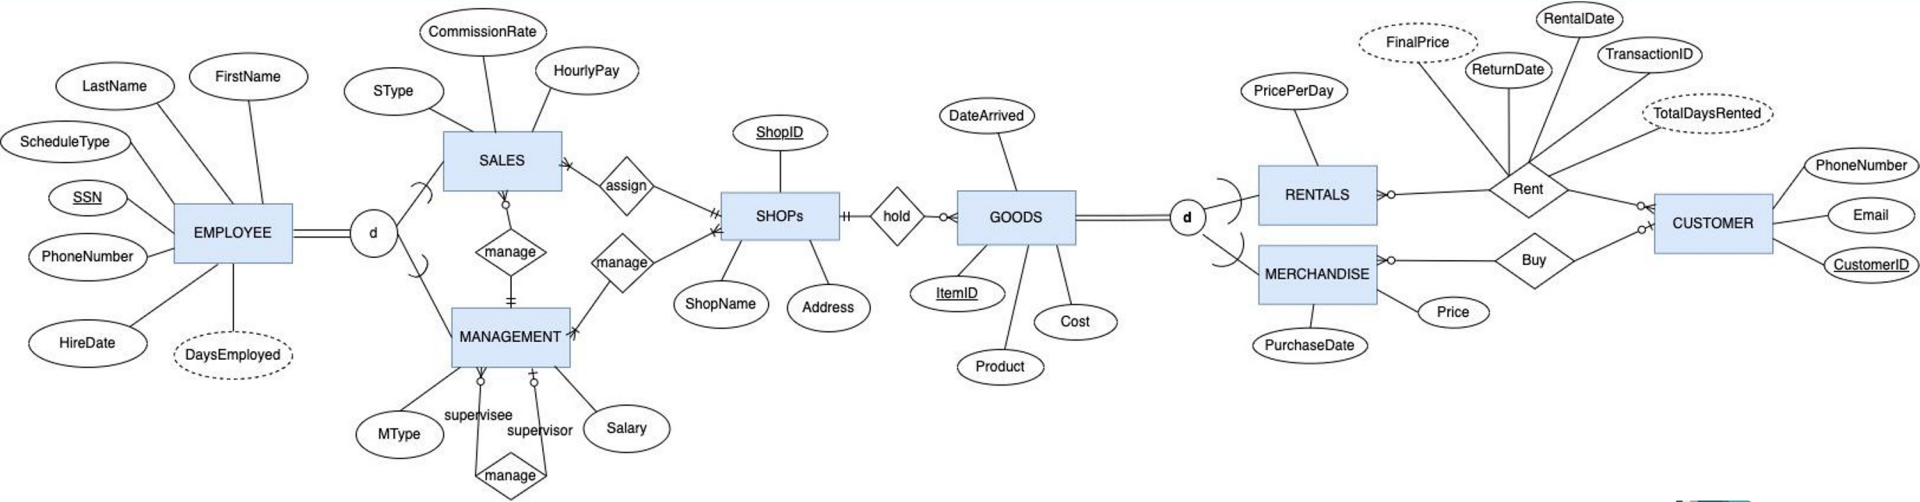 RentalDate
CommissionRate
FinalPrice
TransactionID
HourlyPay
ReturnDate
FirstName
LastName
SType
PricePerDay
TotalDaysRented
DateArrived
ShopID
ScheduleType
SALES
PhoneNumber
assign
RENTALS
Rent
SSN
SHOPs
hold
GOODS
d
Email
CUSTOMER
EMPLOYEE
d
manage
manage
PhoneNumber
Buy
CustomerID
MERCHANDISE
ItemID
ShopName
Address
Price
Cost
MANAGEMENT
HireDate
DaysEmployed
PurchaseDate
Product
supervisee
supervisor
Salary
MType
manage